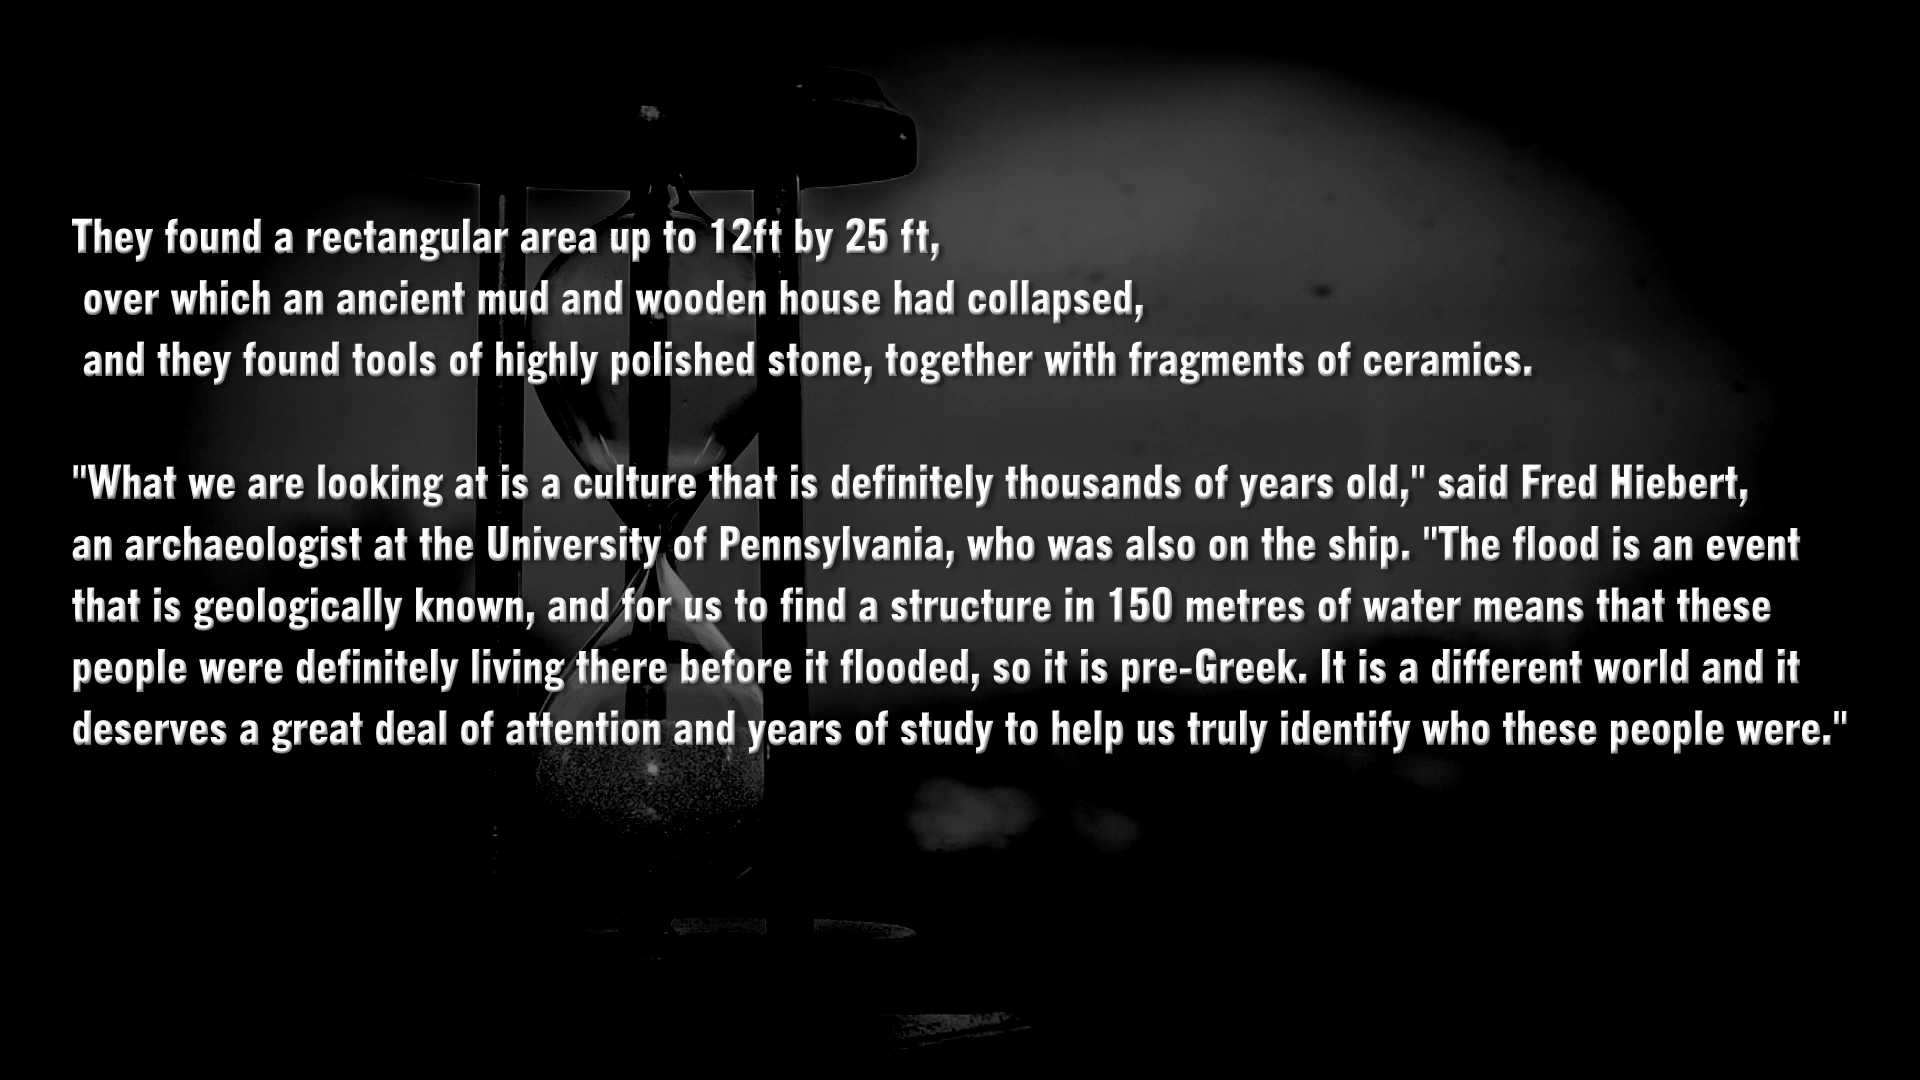 They found a rectangular area up to 12ft by 25 ft,
over which an ancient mud and wooden house had collapsed,
and they found tools of highly polished stone, together with fragments of ceramics.
"What we are looking at is a culture that is definitely thousands of years old," said Fred Hiebert,
an archaeologist at the University of Pennsylvania, who was also on the ship. "The flood is an event
that is geologically known, and for us to find a structure in 150 metres of water means that these
people were definitely living there before it flooded, so it is pre-Greek. It is a different world and it
deserves a great deal of attention and years of study to help us truly identify who these people were."